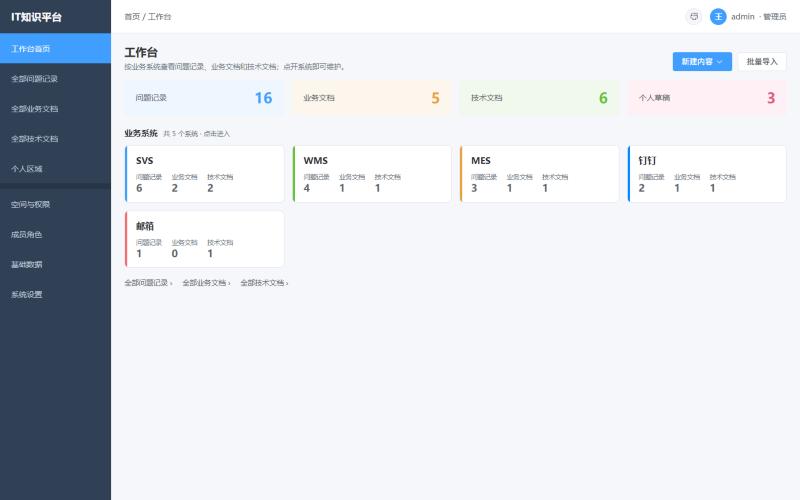 IT知识平台
首页 / 工作台
王 admin · 管理员
工作台首页
全部问题记录
全部业务文档
全部技术文档
个人区域
空间与权限
成员角色
基础数据
系统设置
工作台
按业务系统查看问题记录、业务文档和技术文档；点开系统即可维护。
新建内容
批量导入
问题记录 16
业务文档 5
技术文档 6
个人草稿 3
业务系统 共 5 个系统 · 点击进入
SVS
问题记录 业务文档 技术文档
6 2 2
WMS
问题记录 业务文档 技术文档
4 1 1
MES
问题记录 业务文档 技术文档
3 1 1
钉钉
问题记录 业务文档 技术文档
2 1 1
邮箱
问题记录 业务文档 技术文档
1 0 1
全部问题记录 › 全部业务文档 › 全部技术文档 ›